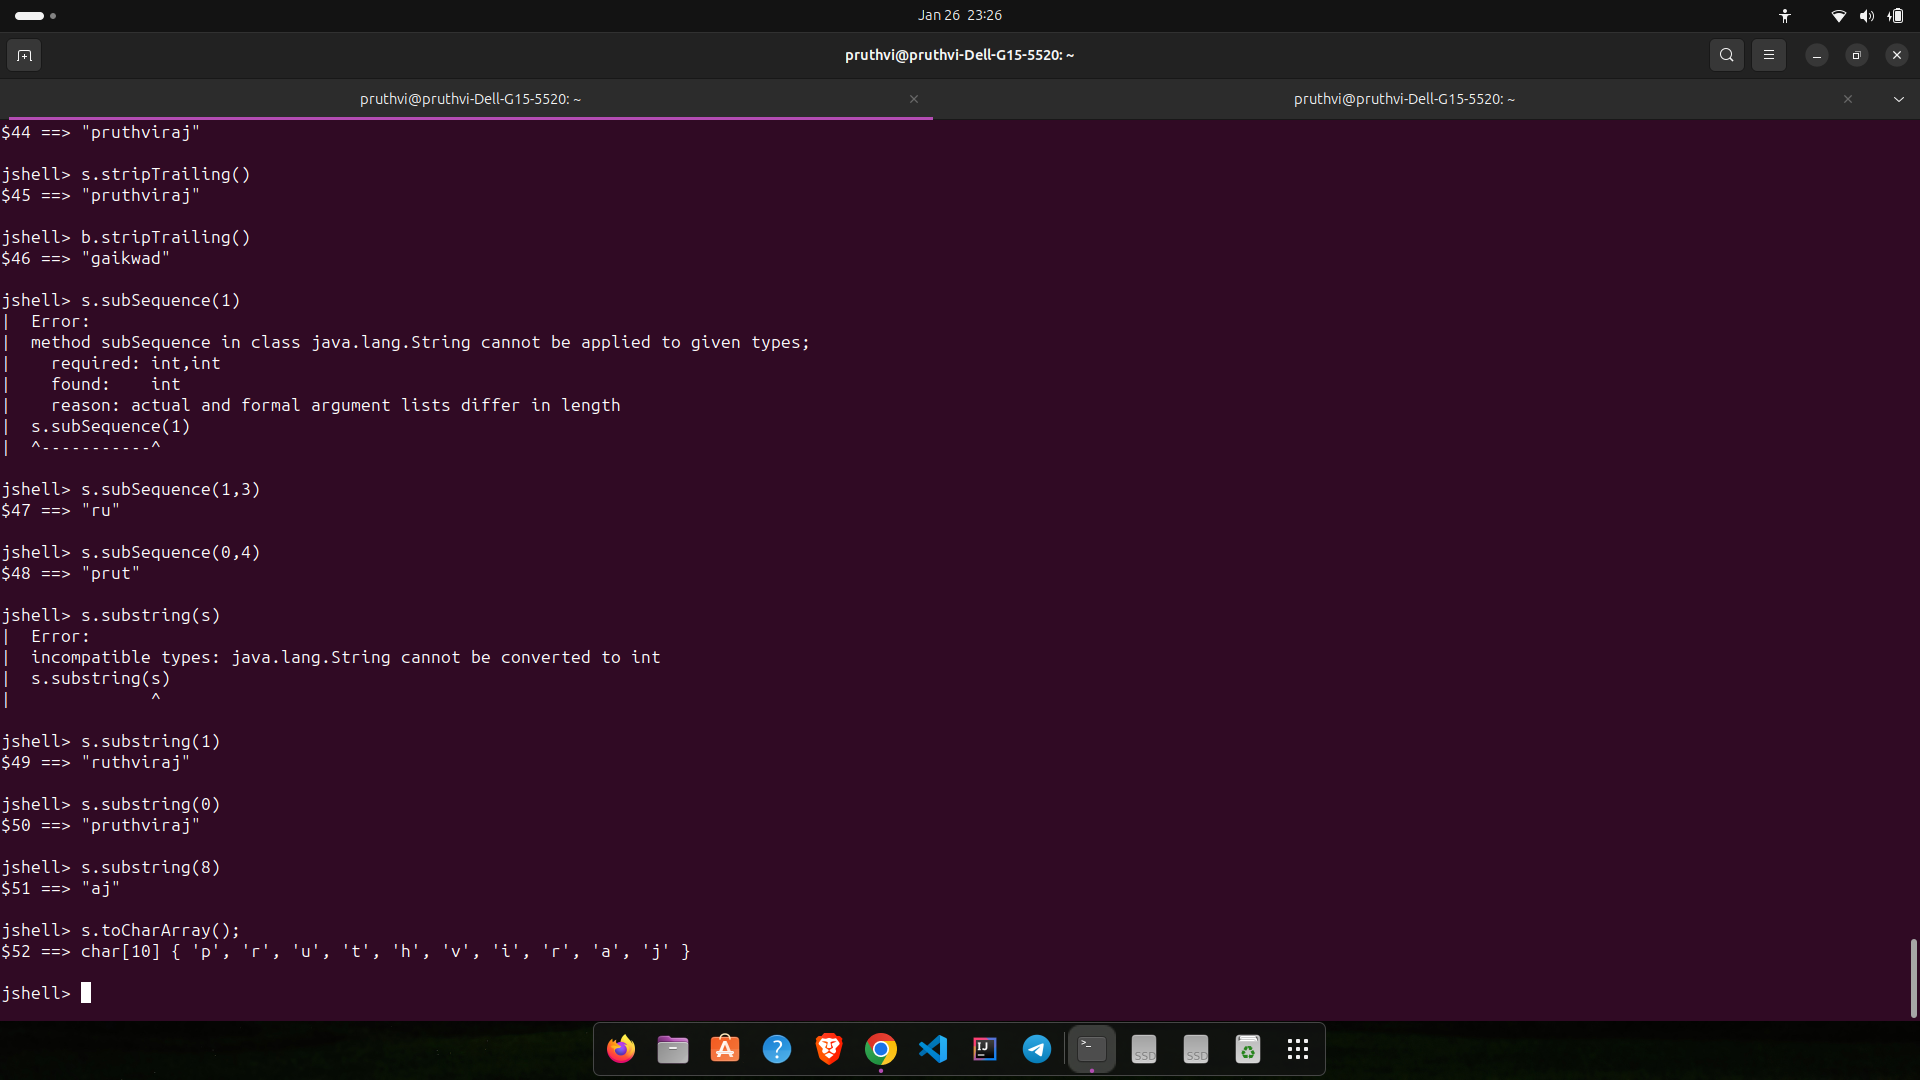 Jan 26 23:26
pruthvi@pruthvi-Dell-G15-5520: ~
pruthvi@pruthvi-Dell-G15-5520: ~
pruthvi@pruthvi-Dell-G15-5520: ~
$44 ==> "pruthviraj"
jshell> s.stripTrailing()
$45 ==> "pruthviraj"
jshell> b.stripTrailing()
$46 ==> "gaikwad"
jshell> s.subSequence(1)
|  Error:
|  method subSequence in class java.lang.String cannot be applied to given types;
|    required: int,int
|    found:    int
|    reason: actual and formal argument lists differ in length
|  s.subSequence(1)
|  ^-----------^
jshell> s.subSequence(1,3)
$47 ==> "ru"
jshell> s.subSequence(0,4)
$48 ==> "prut"
jshell> s.substring(s)
|  Error:
|  incompatible types: java.lang.String cannot be converted to int
|  s.substring(s)
|              ^
jshell> s.substring(1)
$49 ==> "ruthviraj"
jshell> s.substring(0)
$50 ==> "pruthviraj"
jshell> s.substring(8)
$51 ==> "aj"
jshell> s.toCharArray();
$52 ==> char[10] { 'p', 'r', 'u', 't', 'h', 'v', 'i', 'r', 'a', 'j' }
jshell>
IJ
SSD
SSD